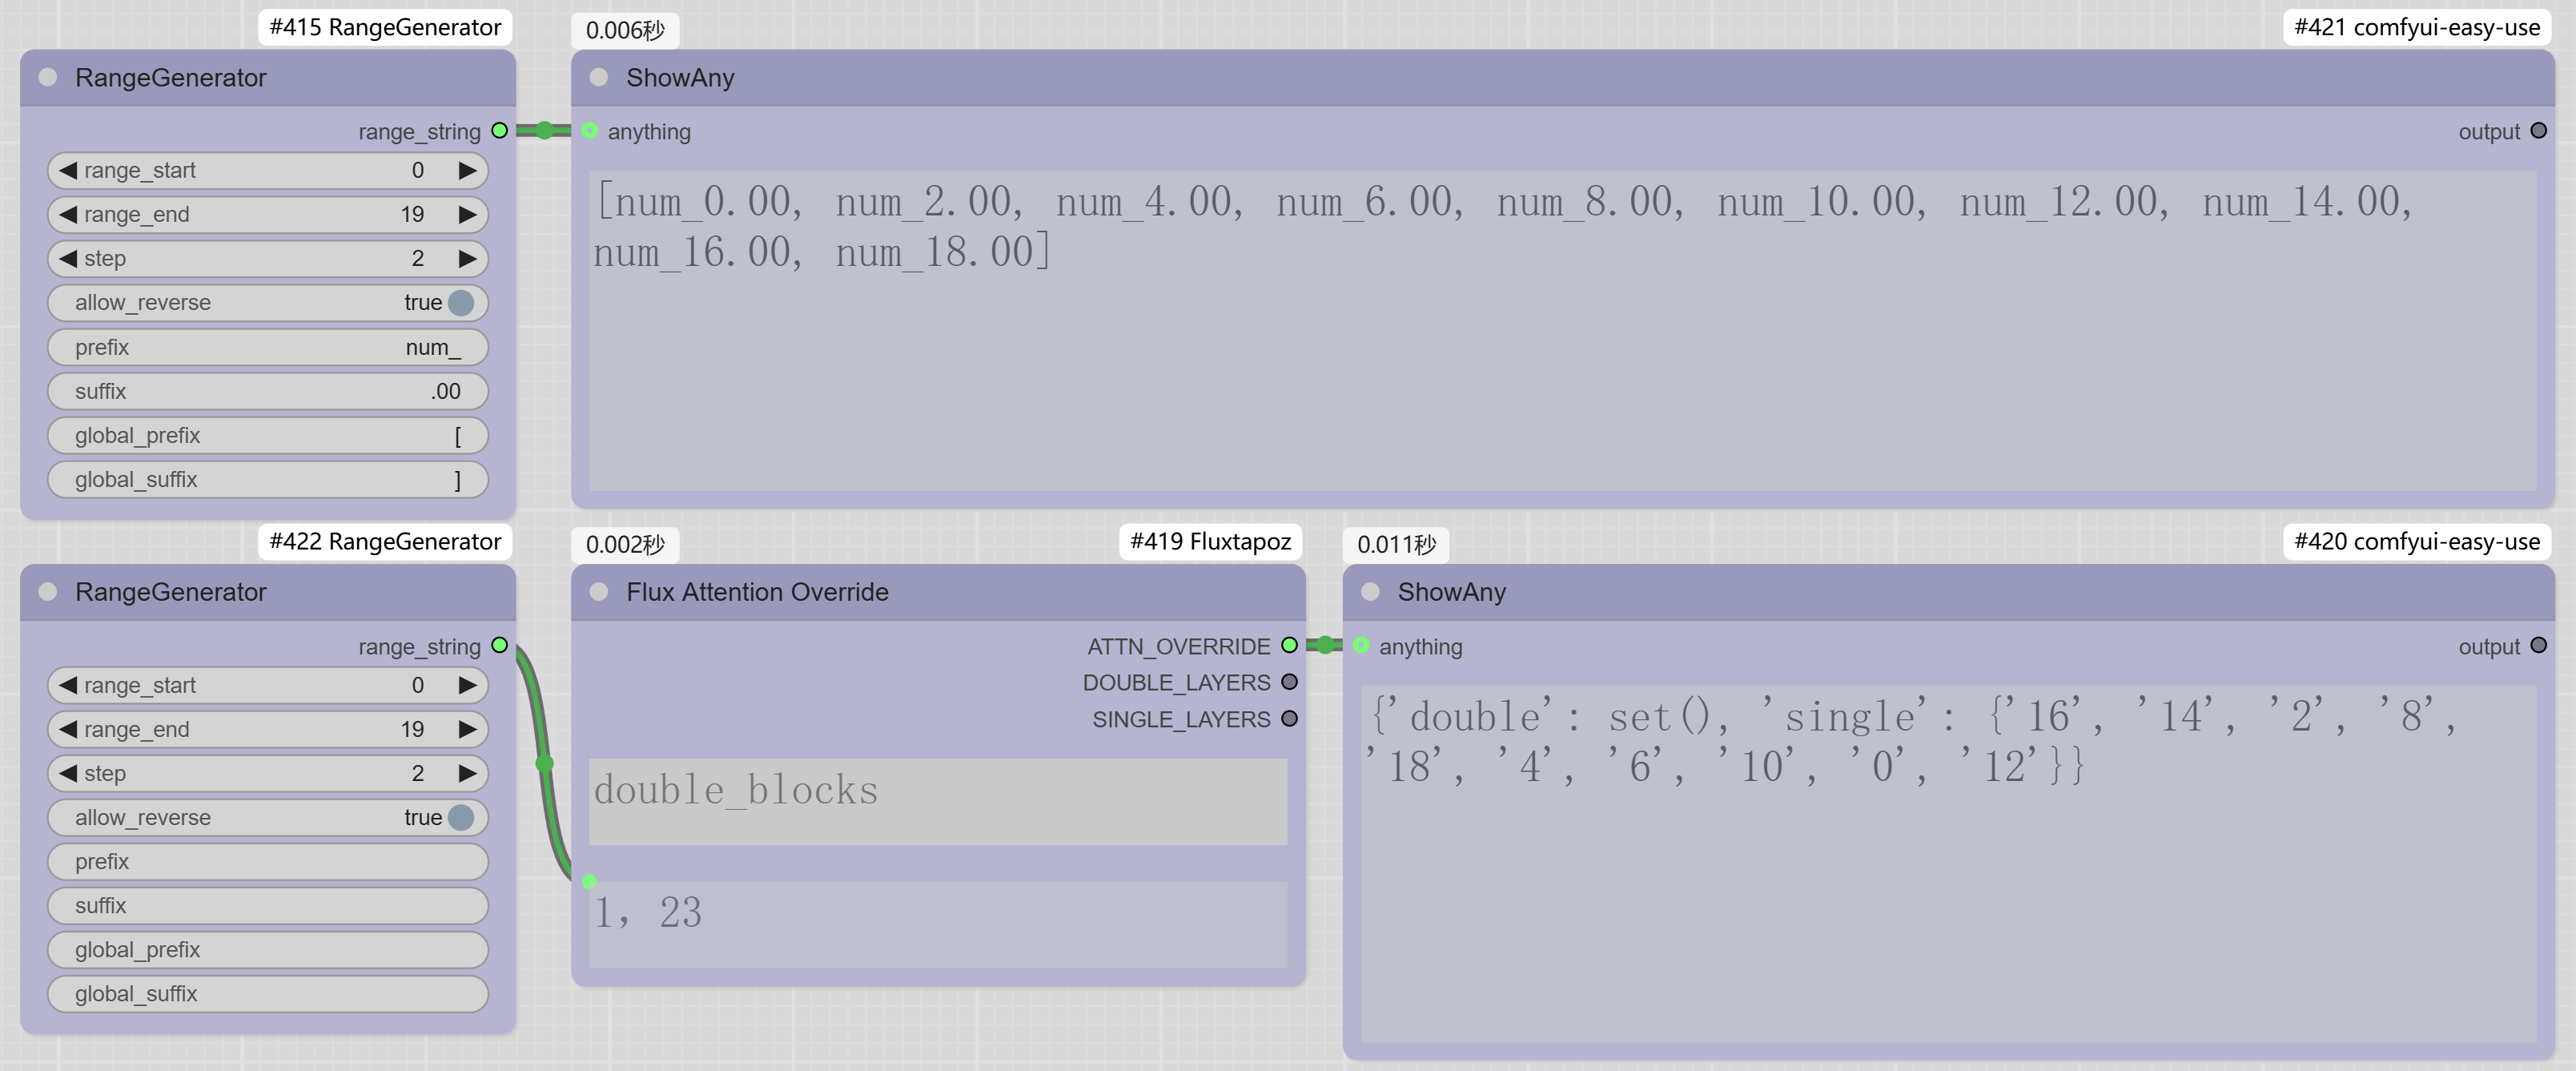 #415 RangeGenerator
0.006秒
#421 comfyui-easy-use
RangeGenerator
ShowAny
range_string
anything
output
range_start 0
range_end 19
step 2
allow_reverse true
prefix num_
suffix .00
global_prefix [
global_suffix ]
[num_0.00, num_2.00, num_4.00, num_6.00, num_8.00, num_10.00, num_12.00, num_14.00,
num_16.00, num_18.00]
#422 RangeGenerator
0.002秒
#419 Fluxtapoz
0.011秒
#420 comfyui-easy-use
RangeGenerator
Flux Attention Override
ShowAny
range_string
range_start 0
range_end 19
step 2
allow_reverse true
prefix
suffix
global_prefix
global_suffix
ATTN_OVERRIDE
DOUBLE_LAYERS
SINGLE_LAYERS
double_blocks
1, 23
anything
output
{'double': set(), 'single': {'16', '14', '2', '8',
'18', '4', '6', '10', '0', '12'}}